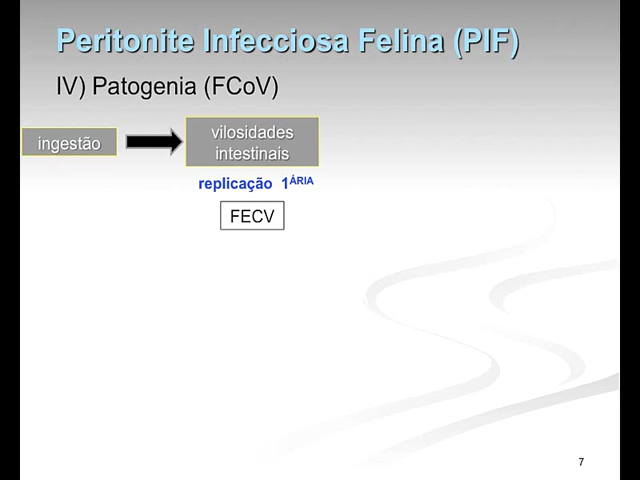 Peritonite Infecciosa Felina (PIF)
IV) Patogenia (FCoV)
ingestão
vilosidades
intestinais
replicação 1ÁRIA
FECV
7